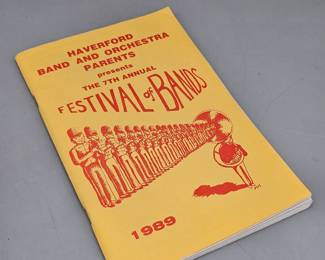 HAVERFORD
BAND AND ORCHESTRA
PARENTS
presents
THE 7TH ANNUAL
FESTIVAL of BANDS
1989